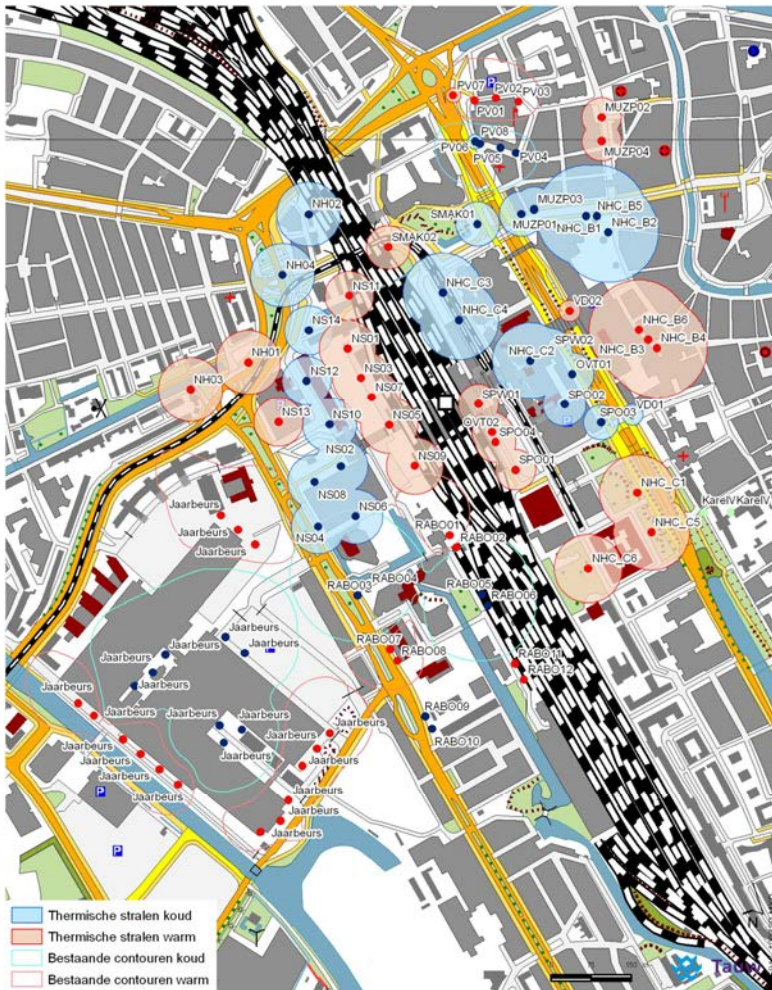 PV07
PV02
PV03
PV01
MUZP02
PV08
MUZP04
PV06
PV05
PV04
NH02
MUZP03
NHC_B5
SMAK01
MUZP01
NHC_B1
NHC_B2
SMAK02
NH04
NHC_C3
NS11
VD02
NHC_C4
NS14
NHC_B6
NS01
SPW02
NHC_B3
NHC_B4
NH01
NHC_C2
OVT01
NS03
NS12
NH03
NS07
SPW01
SPO02
VD01
NS13
NS10
NS05
SPO03
OVT02
SPO04
NS02
NS09
SPO01
NS08
NHC_C1
Jaarbeurs
NS06
KarelV KarelV
Jaarbeurs
NS04
RABO01
NHC_C5
Jaarbeurs
RABO02
NHC_C6
RABO03
RABO04
RABO05
RABO06
Jaarbeurs
RABO07
Jaarbeurs
Jaarbeurs
RABO08
RABO11
Jaarbeurs
RABO12
Jaarbeurs
Jaarbeurs
Jaarbeurs
Jaarbeurs
Jaarbeurs
Jaarbeurs
RABO09
Jaarbeurs
Jaarbeurs
RABO10
Jaarbeurs
Jaarbeurs
Jaarbeurs
Jaarbeurs
Jaarbeurs
Jaarbeurs
Jaarbeurs
Thermische stralen koud
Thermische stralen warm
Bestaande contouren koud
Bestaande contouren warm
N
Tauw